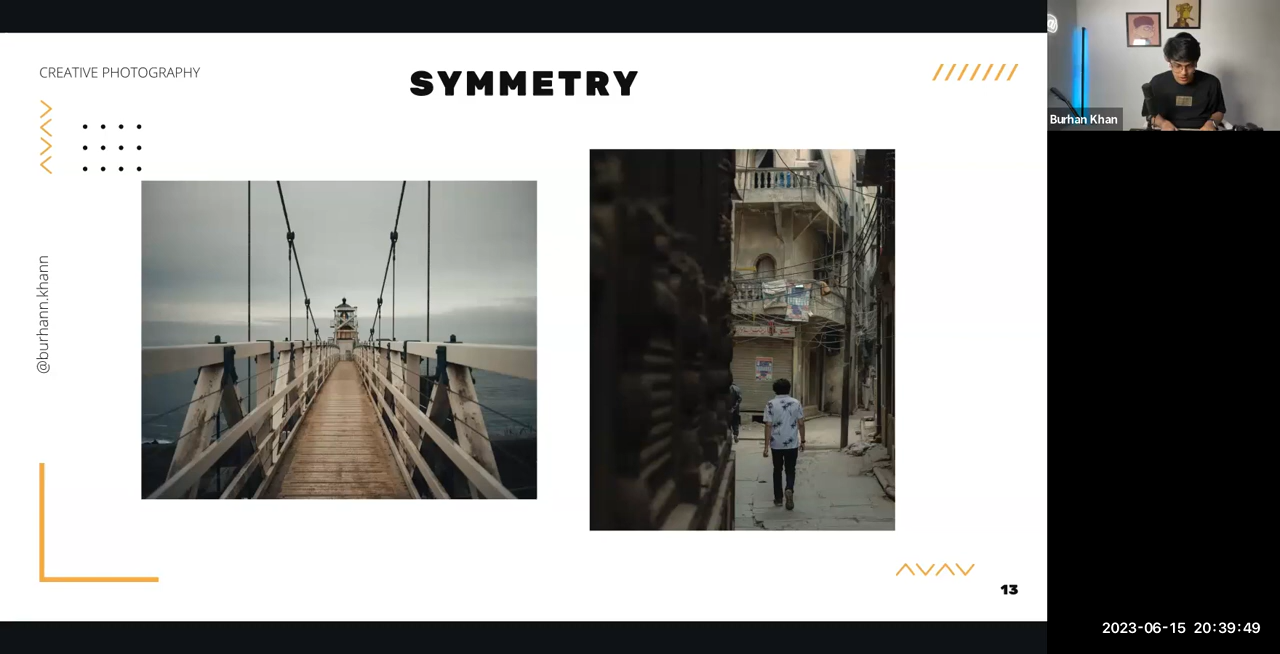 CREATIVE PHOTOGRAPHY
SYMMETRY
@burhann.khann
13
Burhan Khan
2023-06-15 20:39:49